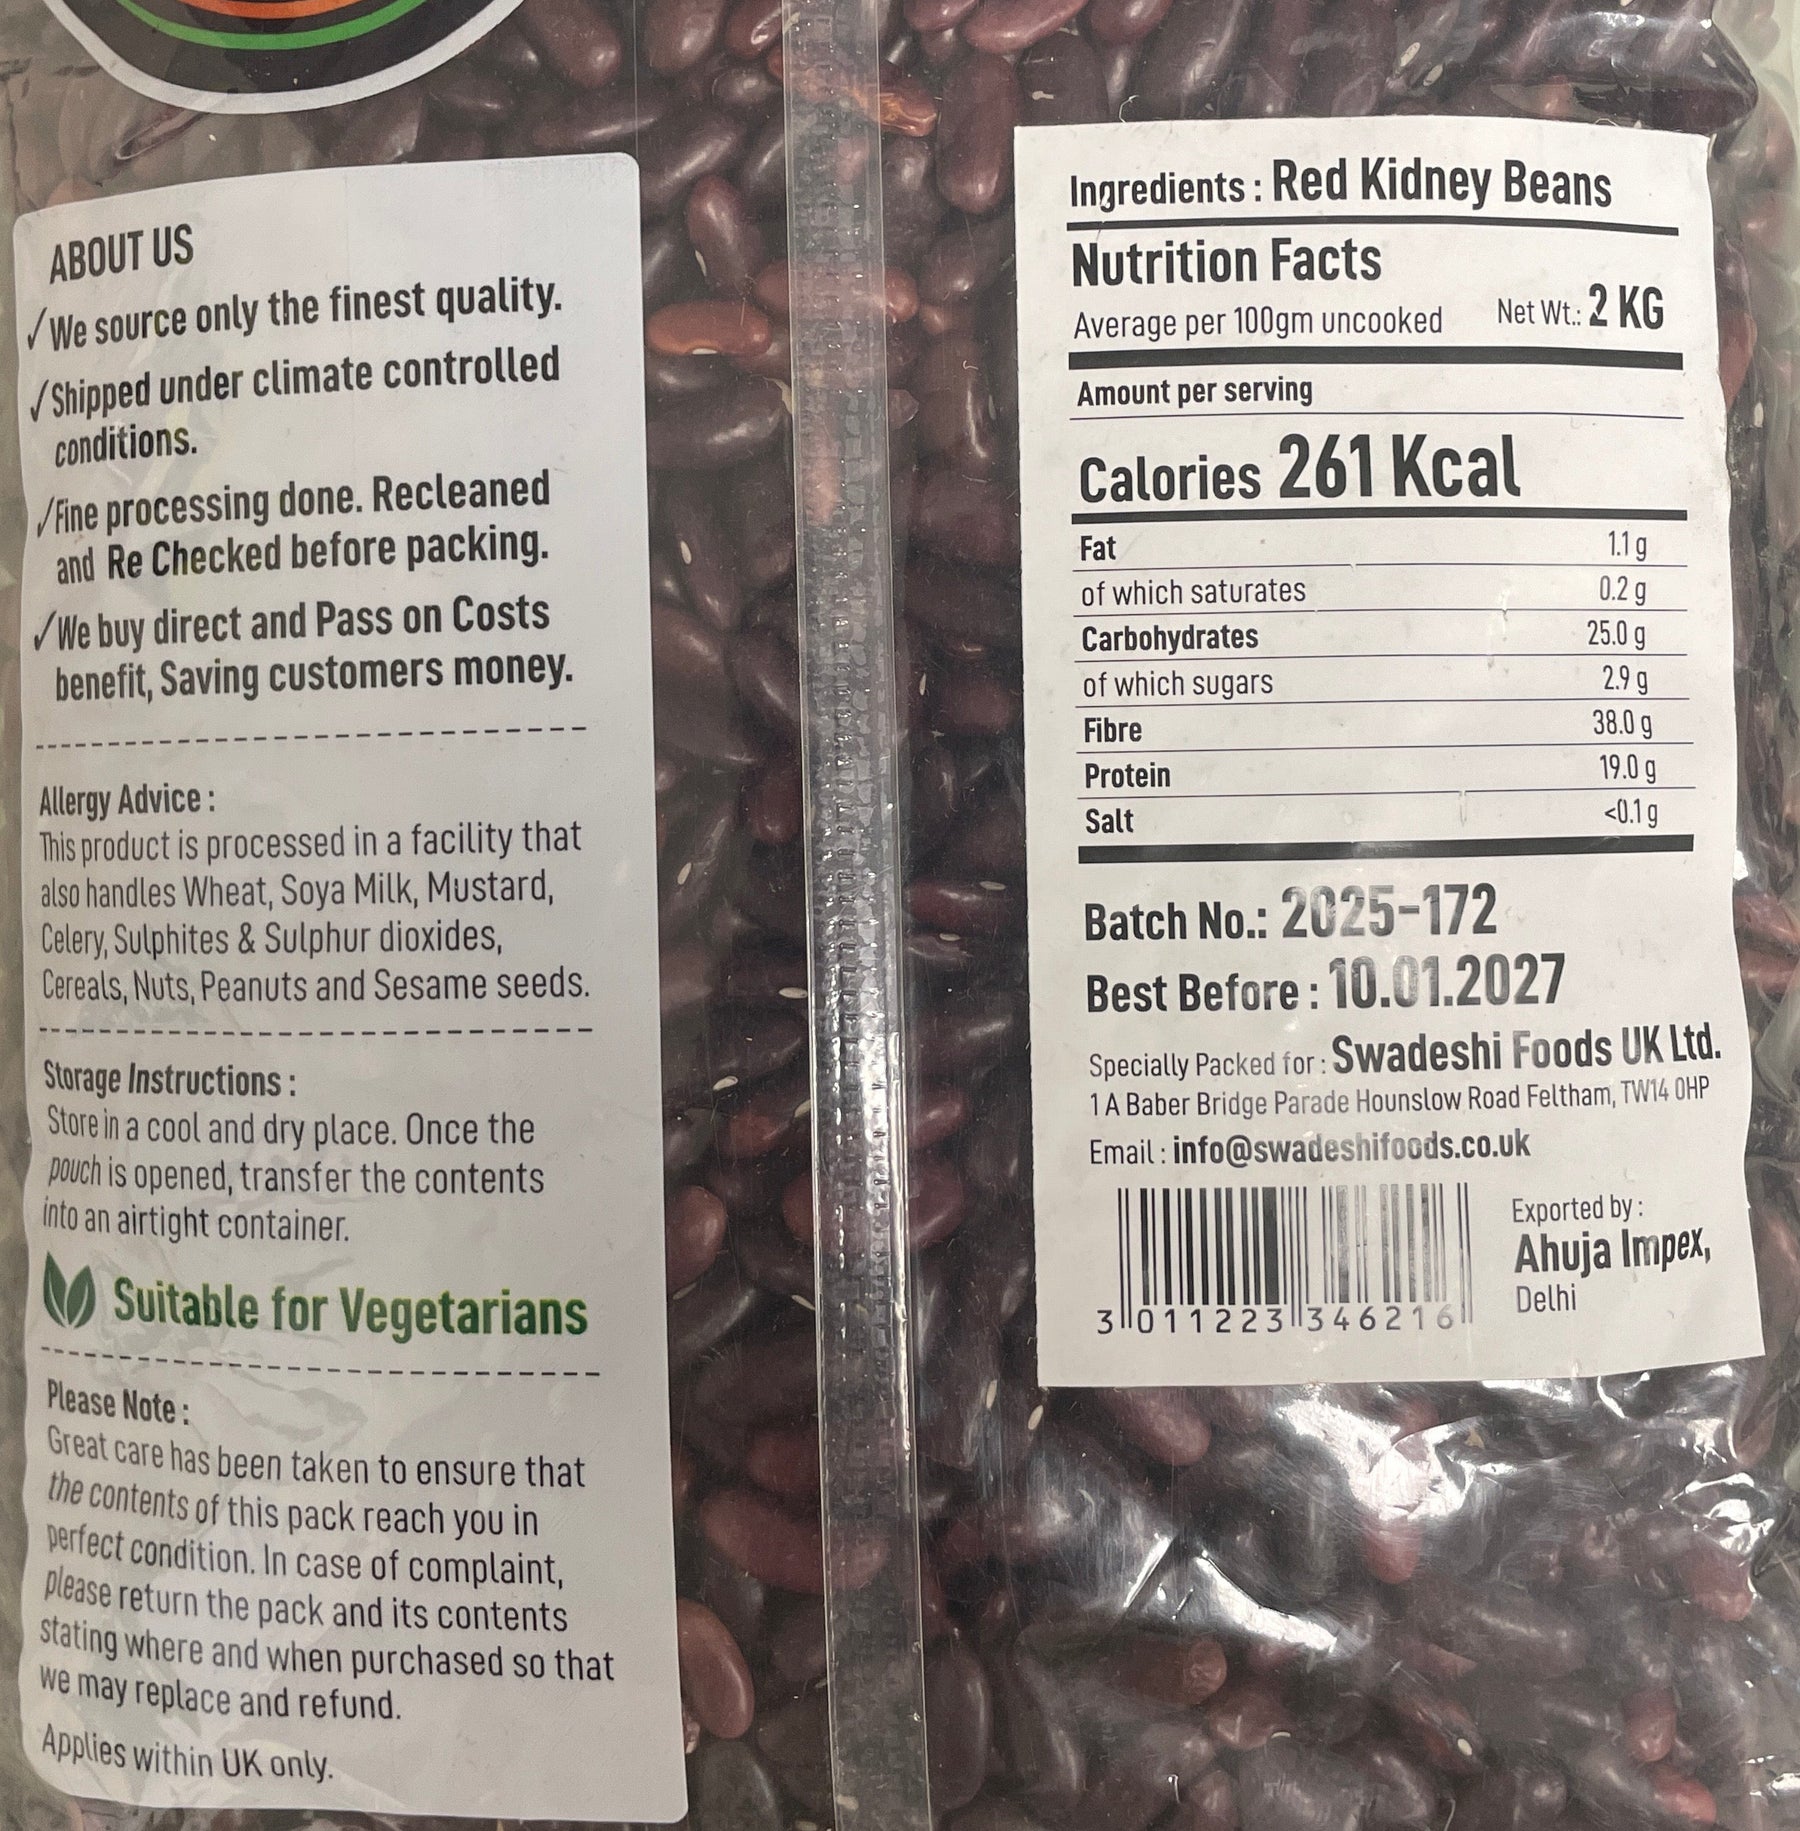 ABOUT US
✓We source only the finest quality.
✓Shipped under climate controlled
conditions.
✓Fine processing done. Recleaned
and Re Checked before packing.
✓We buy direct and Pass on Costs
benefit, Saving customers money.
Allergy Advice :
This product is processed in a facility that
also handles Wheat, Soya Milk, Mustard,
Celery, Sulphites & Sulphur dioxides,
Cereals, Nuts, Peanuts and Sesame seeds.
Storage Instructions :
Store in a cool and dry place. Once the
pouch is opened, transfer the contents
into an airtight container.
Suitable for Vegetarians
Please Note :
Great care has been taken to ensure that
the contents of this pack reach you in
perfect condition. In case of complaint,
please return the pack and its contents
stating where and when purchased so that
we may replace and refund.
Applies within UK only.
Ingredients : Red Kidney Beans
Nutrition Facts
Average per 100gm uncooked Net Wt.: 2 KG
Amount per serving
Calories 261 Kcal
Fat 1.1 g
of which saturates 0.2 g
Carbohydrates 25.0 g
of which sugars 2.9 g
Fibre 38.0 g
Protein 19.0 g
Salt <0.1 g
Batch No.: 2025-172
Best Before : 10.01.2027
Specially Packed for : Swadeshi Foods UK Ltd.
1 A Baber Bridge Parade Hounslow Road Feltham, TW14 0HP
Email : info@swadeshifoods.co.uk
3 011223 346216
Exported by :
Ahuja Impex,
Delhi